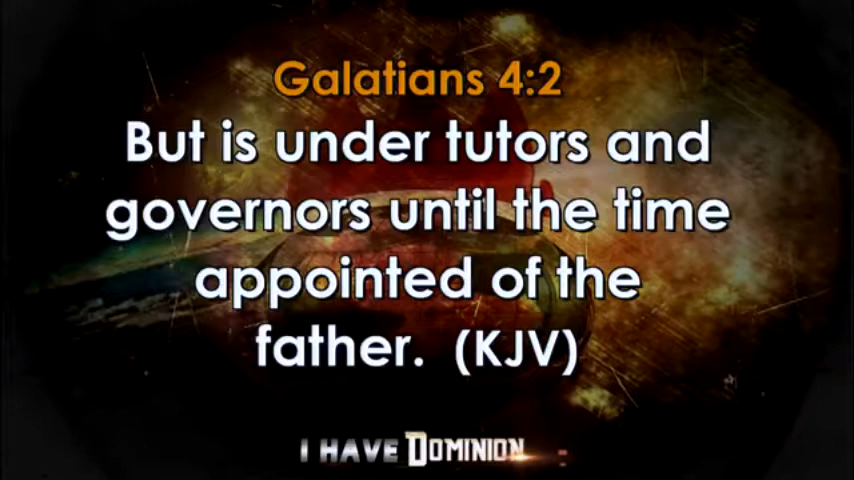 Galatians 4:2
But is under tutors and
governors until the time
appointed of the
father. (KJV)
I HAVE DOMINION